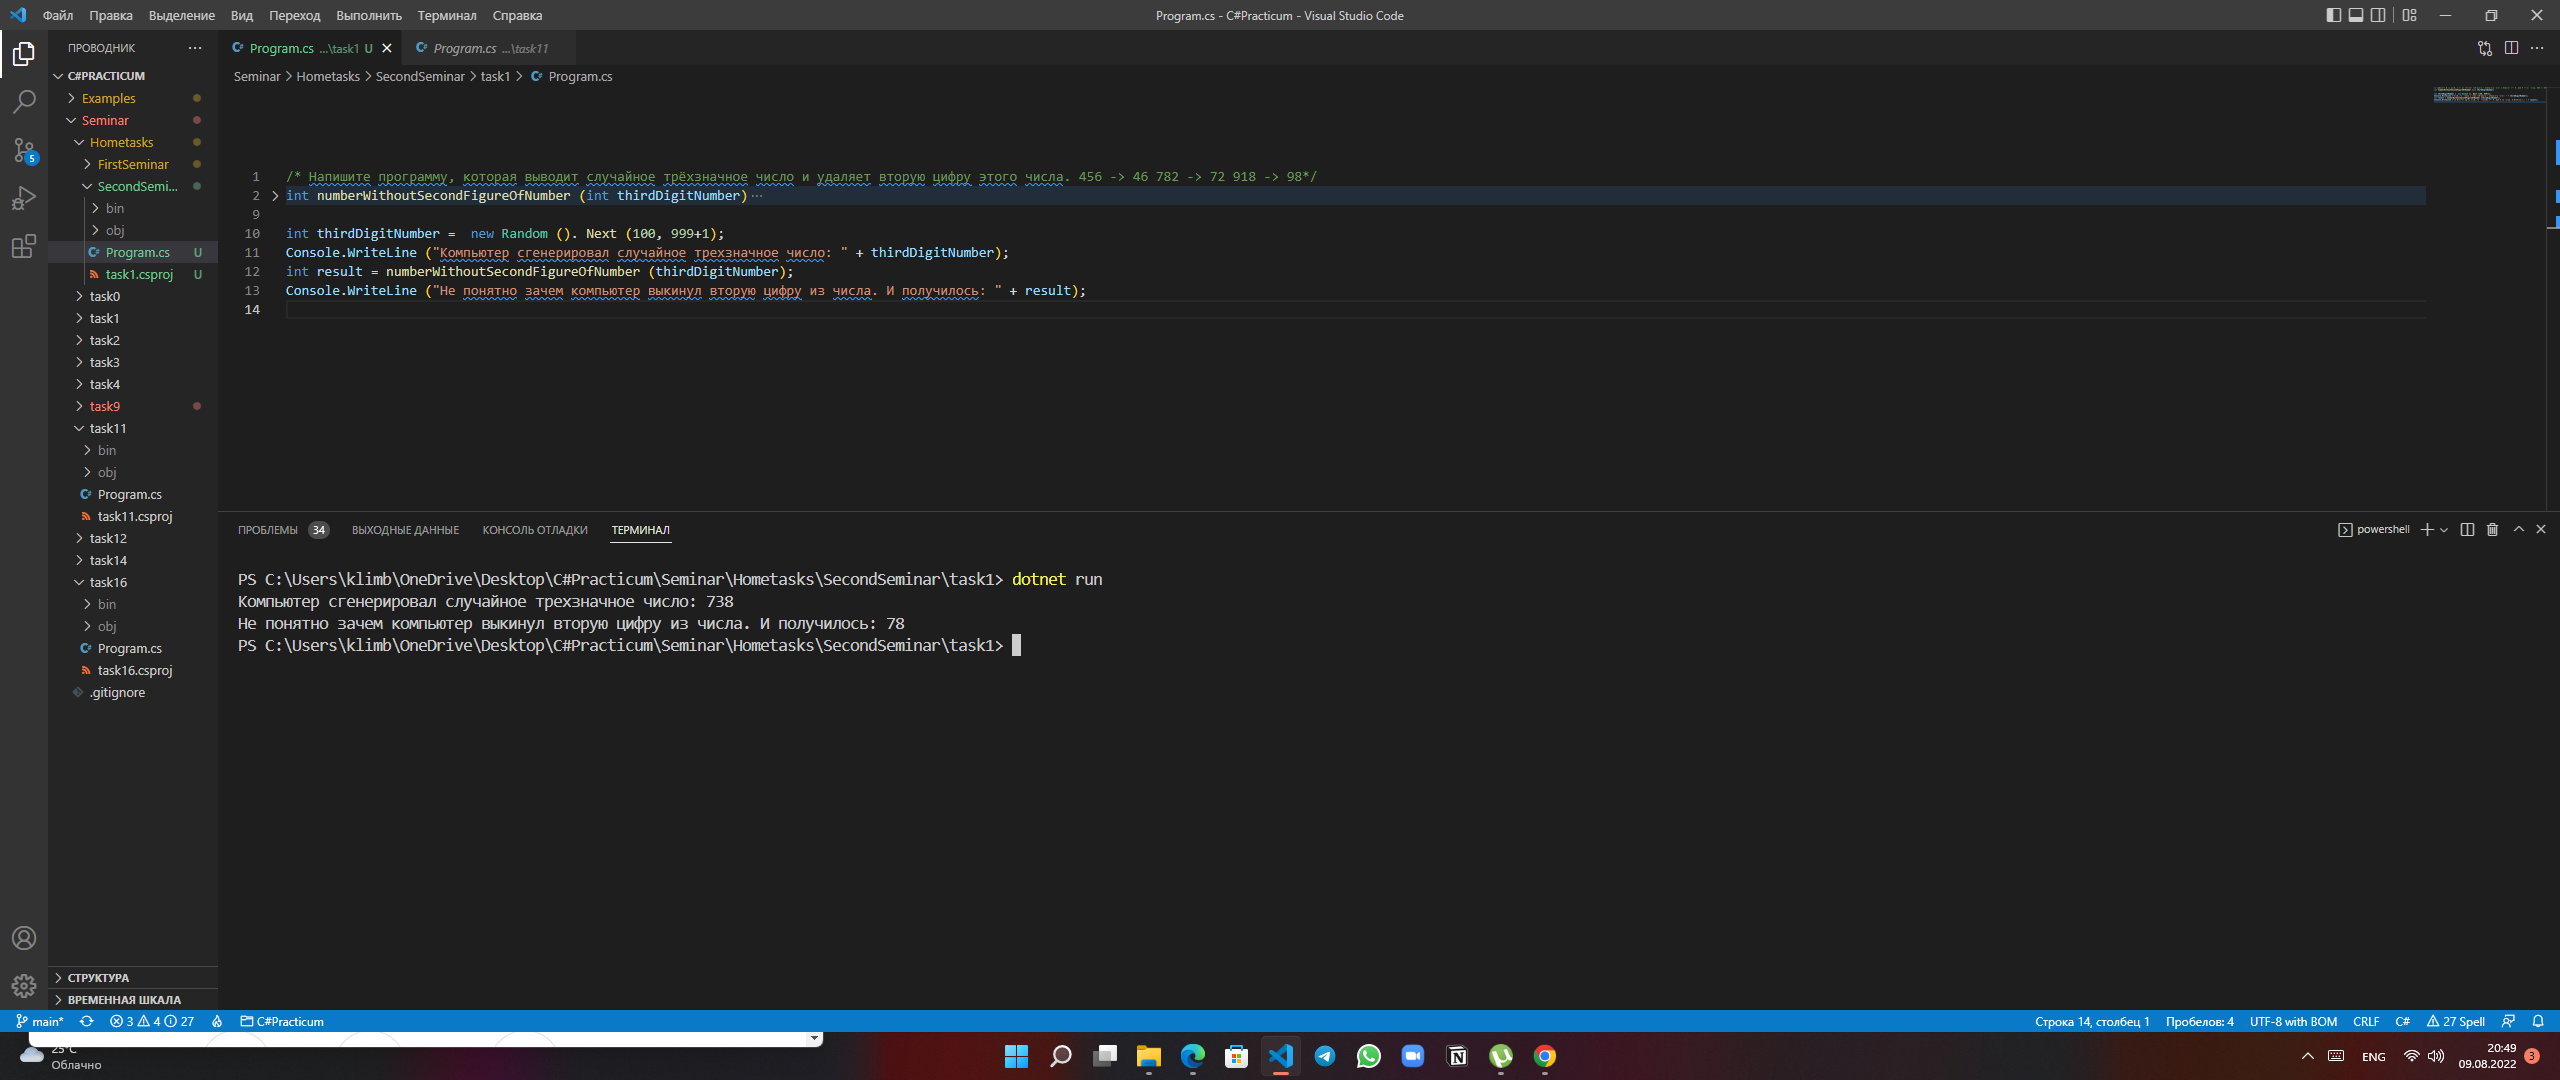 Файл Правка Выделение Вид Переход Выполнить Терминал Справка
Program.cs - C#Practicum - Visual Studio Code
ПРОВОДНИК
Program.cs ...\task1 U
Program.cs ...\task11
Seminar > Hometasks > SecondSeminar > task1 > Program.cs
C#PRACTICUM
Examples
Seminar
Hometasks
FirstSeminar
SecondSemi...
bin
obj
Program.cs U
task1.csproj U
task0
task1
task2
task3
task4
task9
task11
bin
obj
Program.cs
task11.csproj
task12
task14
task16
bin
obj
Program.cs
task16.csproj
.gitignore
СТРУКТУРА
ВРЕМЕННАЯ ШКАЛА
5
1 /* Напишите программу, которая выводит случайное трёхзначное число и удаляет вторую цифру этого числа. 456 -> 46 782 -> 72 918 -> 98*/
2 int numberWithoutSecondFigureOfNumber (int thirdDigitNumber)...
9
10 int thirdDigitNumber =  new Random (). Next (100, 999+1);
11 Console.WriteLine ("Компьютер сгенерировал случайное трехзначное число: " + thirdDigitNumber);
12 int result = numberWithoutSecondFigureOfNumber (thirdDigitNumber);
13 Console.WriteLine ("Не понятно зачем компьютер выкинул вторую цифру из числа. И получилось: " + result);
14
ПРОБЛЕМЫ 34 ВЫХОДНЫЕ ДАННЫЕ КОНСОЛЬ ОТЛАДКИ ТЕРМИНАЛ
powershell
PS C:\Users\klimb\OneDrive\Desktop\C#Practicum\Seminar\Hometasks\SecondSeminar\task1> dotnet run
Компьютер сгенерировал случайное трехзначное число: 738
Не понятно зачем компьютер выкинул вторую цифру из числа. И получилось: 78
PS C:\Users\klimb\OneDrive\Desktop\C#Practicum\Seminar\Hometasks\SecondSeminar\task1>
main* 3 4 27 C#Practicum
Строка 14, столбец 1 Пробелов: 4 UTF-8 with BOM CRLF C# 27 Spell
25°C
Облачно
ENG
20:49
09.08.2022
3